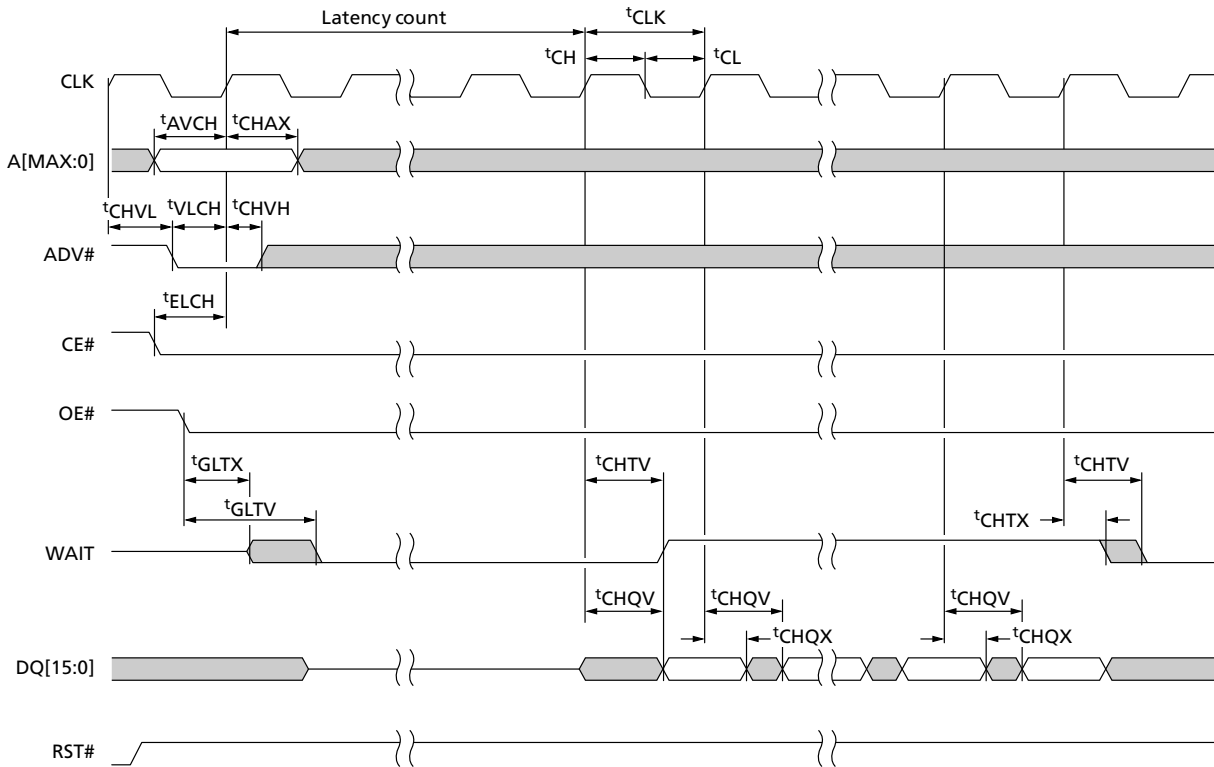 Latency count tCLK
tCH tCL
CLK
tAVCH tCHAX
A[MAX:0]
tCHVL tVLCH tCHVH
ADV#
tELCH
CE#
OE#
tGLTX tCHTV tCHTV
tGLTV
tCHTX
WAIT
tCHQV tCHQV tCHQV
tCHQX tCHQX
DQ[15:0]
RST#